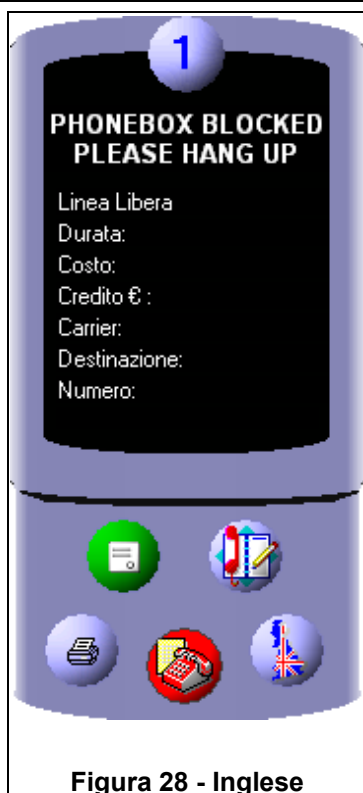 1
PHONEBOX BLOCKED
PLEASE HANG UP
Linea Libera
Durata:
Costo:
Credito € :
Carrier:
Destinazione:
Numero:
Figura 28 - Inglese